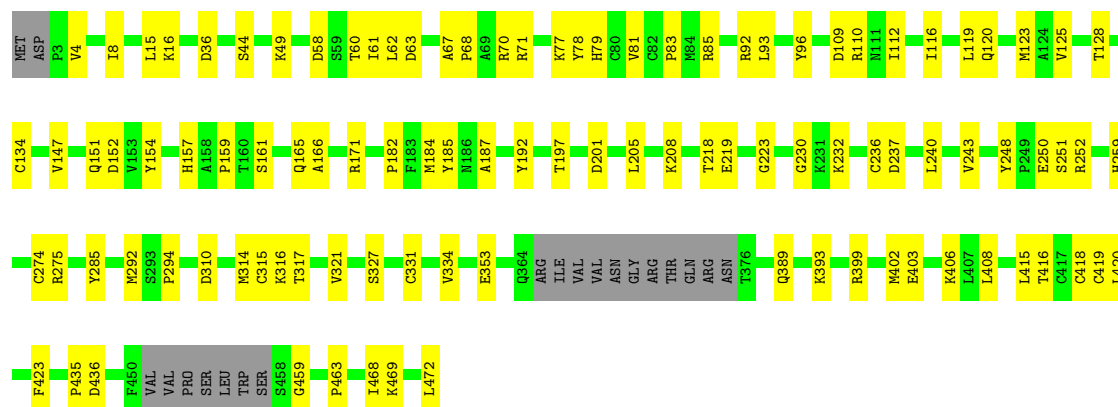 MET ASP P3 V4 I8 L15 K16 D36 S44 K49 D58 S59 T60 I61 L62 D63 A67 P68 A69 R70 R71 K77 Y78 H79 C80 V81 C82 P83 M84 R85 R92 L93 Y96 D109 R110 N111 I112 I116 L119 Q120 M123 A124 V125 T128
C134 V147 Q151 D152 V153 Y154 H157 A158 P159 T160 S161 Q165 A166 R171 P182 F183 M184 Y185 N186 A187 Y192 T197 D201 L205 K208 T218 E219 G223 G230 K231 K232 C236 D237 L240 V243 Y248 P249 E250 S251 R252 H259
C274 R275 Y285 M292 S293 P294 D310 M314 C315 K316 T317 V321 S327 C331 V334 E353 Q364 ARG ILE VAL VAL ASN GLY ARG THR GLN ARG ASN T376 Q389 K393 R399 M402 E403 K406 L407 L408 L415 T416 C417 C418 C419 L420
F423 P435 D436 F450 VAL VAL PRO SER LEU TRP SER S458 G459 P463 I468 K469 L472